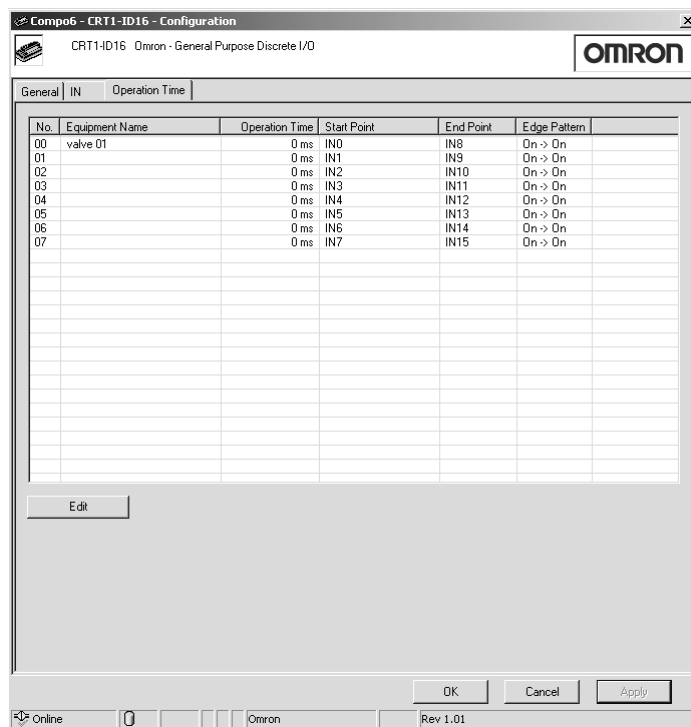 Compo6 - CRT1-ID16 - Configuration
CRT1-ID16 Omron - General Purpose Discrete I/O
OMRON
General IN Operation Time
No. Equipment Name Operation Time Start Point End Point Edge Pattern
00 valve 01 0 ms IN0 IN8 On -> On
01 0 ms IN1 IN9 On -> On
02 0 ms IN2 IN10 On -> On
03 0 ms IN3 IN11 On -> On
04 0 ms IN4 IN12 On -> On
05 0 ms IN5 IN13 On -> On
06 0 ms IN6 IN14 On -> On
07 0 ms IN7 IN15 On -> On
Edit
OK Cancel Apply
Online Omron Rev 1.01